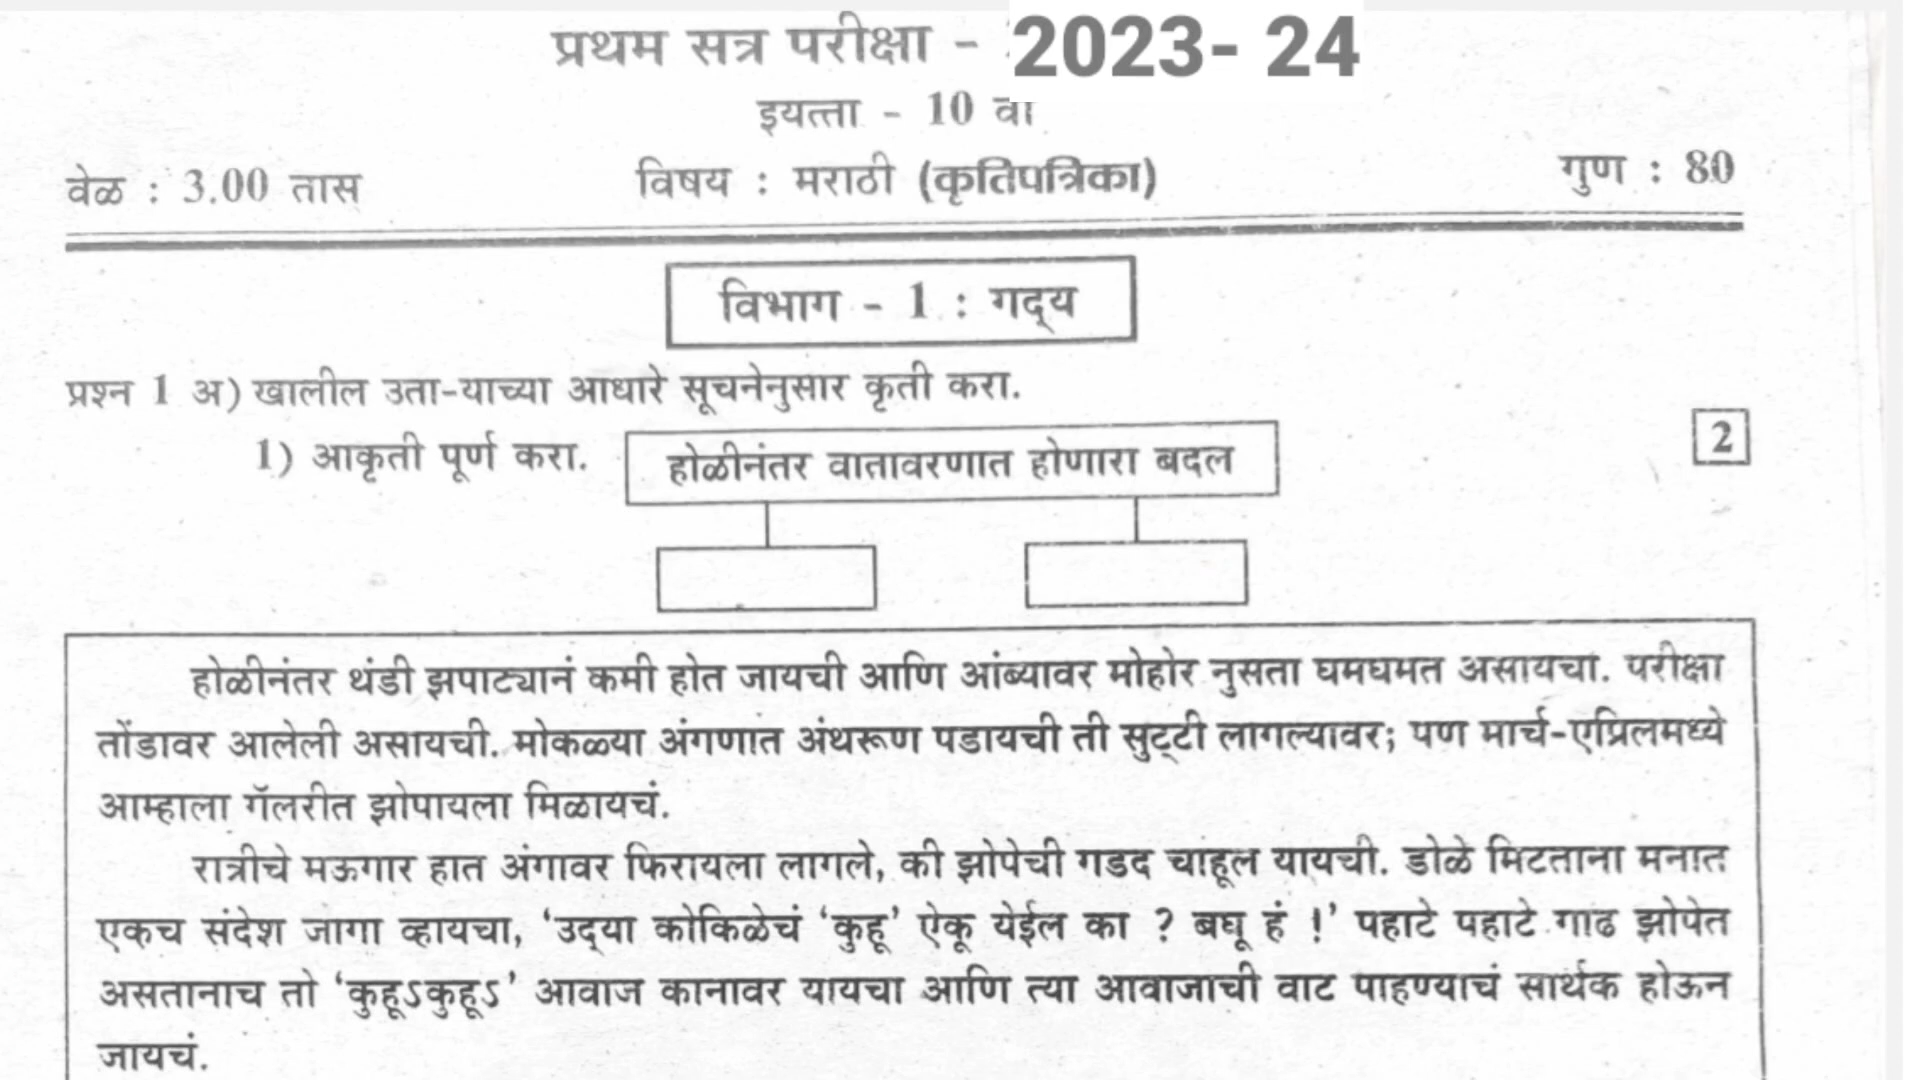 प्रथम सत्र परीक्षा - 2023- 24
इयत्ता - 10 वी
वेळ : 3.00 तास विषय : मराठी (कृतिपत्रिका) गुण : 80
विभाग - 1 : गद्‌य
प्रश्न 1 अ) खालील उता-याच्या आधारे सूचनेनुसार कृती करा.
1) आकृती पूर्ण करा. होळीनंतर वातावरणात होणारा बदल 2
होळीनंतर थंडी झपाट्यानं कमी होत जायची आणि आंब्यावर मोहोर नुसता घमघमत असायचा. परीक्षा
तोंडावर आलेली असायची. मोकळ्या अंगणात अंथरूण पडायची ती सुट्‌टी लागल्यावर; पण मार्च-एप्रिलमध्ये
आम्हाला गॅलरीत झोपायला मिळायचं.
रात्रीचे मऊगार हात अंगावर फिरायला लागले, की झोपेची गडद चाहूल यायची. डोळे मिटताना मनात
एकच संदेश जागा व्हायचा, ‘उद्‌या कोकिळेचं ‘कुहू’ ऐकू येईल का ? बघू हं !’ पहाटे पहाटे गाढ झोपेत
असतानाच तो ‘कुहूऽकुहूऽ’ आवाज कानावर यायचा आणि त्या आवाजाची वाट पाहण्याचं सार्थक होऊन
जायचं.